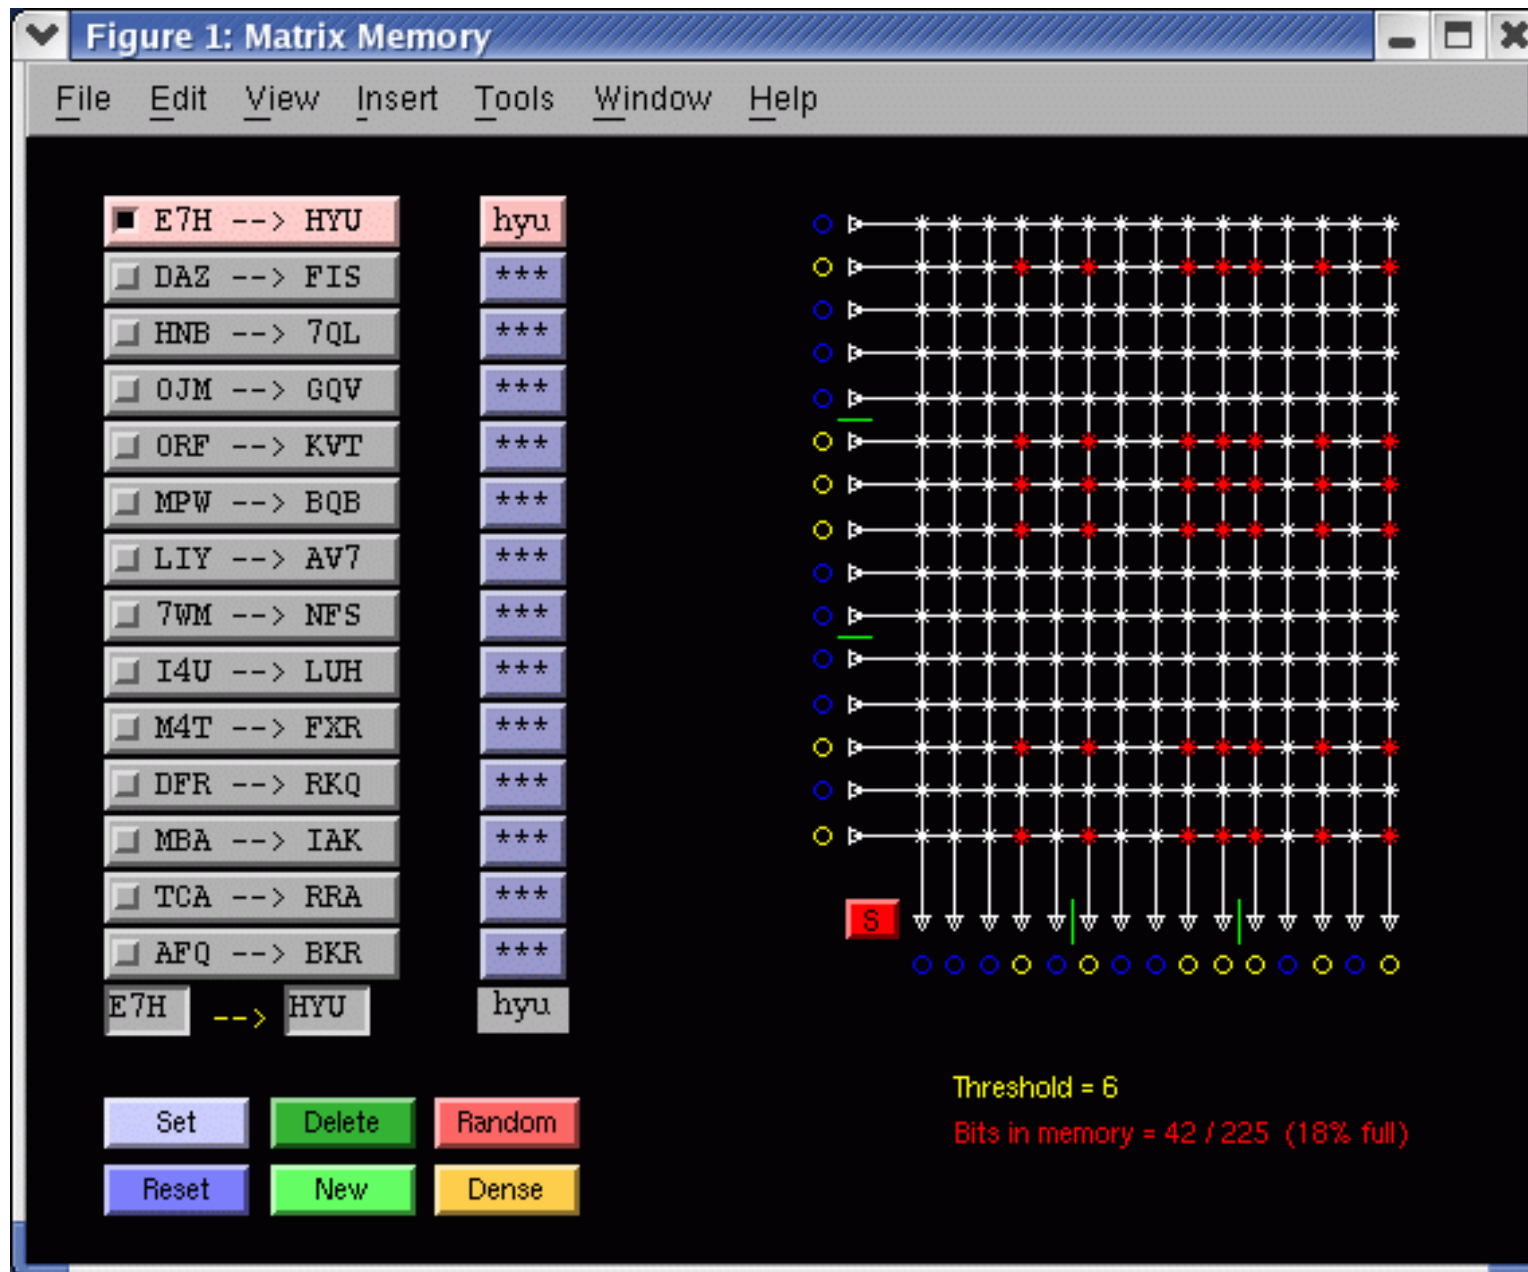 Figure 1: Matrix Memory
File Edit View Insert Tools Window Help
E7H --> HYU hyu
DAZ --> FIS ***
HNB --> 7QL ***
OJM --> GQV ***
ORF --> KVT ***
MPW --> BQB ***
LIY --> AV7 ***
7WM --> NFS ***
I4U --> LUH ***
M4T --> FXR ***
DFR --> RKQ ***
MBA --> IAK ***
TCA --> RRA ***
AFQ --> BKR ***
E7H --> HYU hyu
S
Threshold = 6
Bits in memory = 42 / 225 (18% full)
Set Delete Random
Reset New Dense